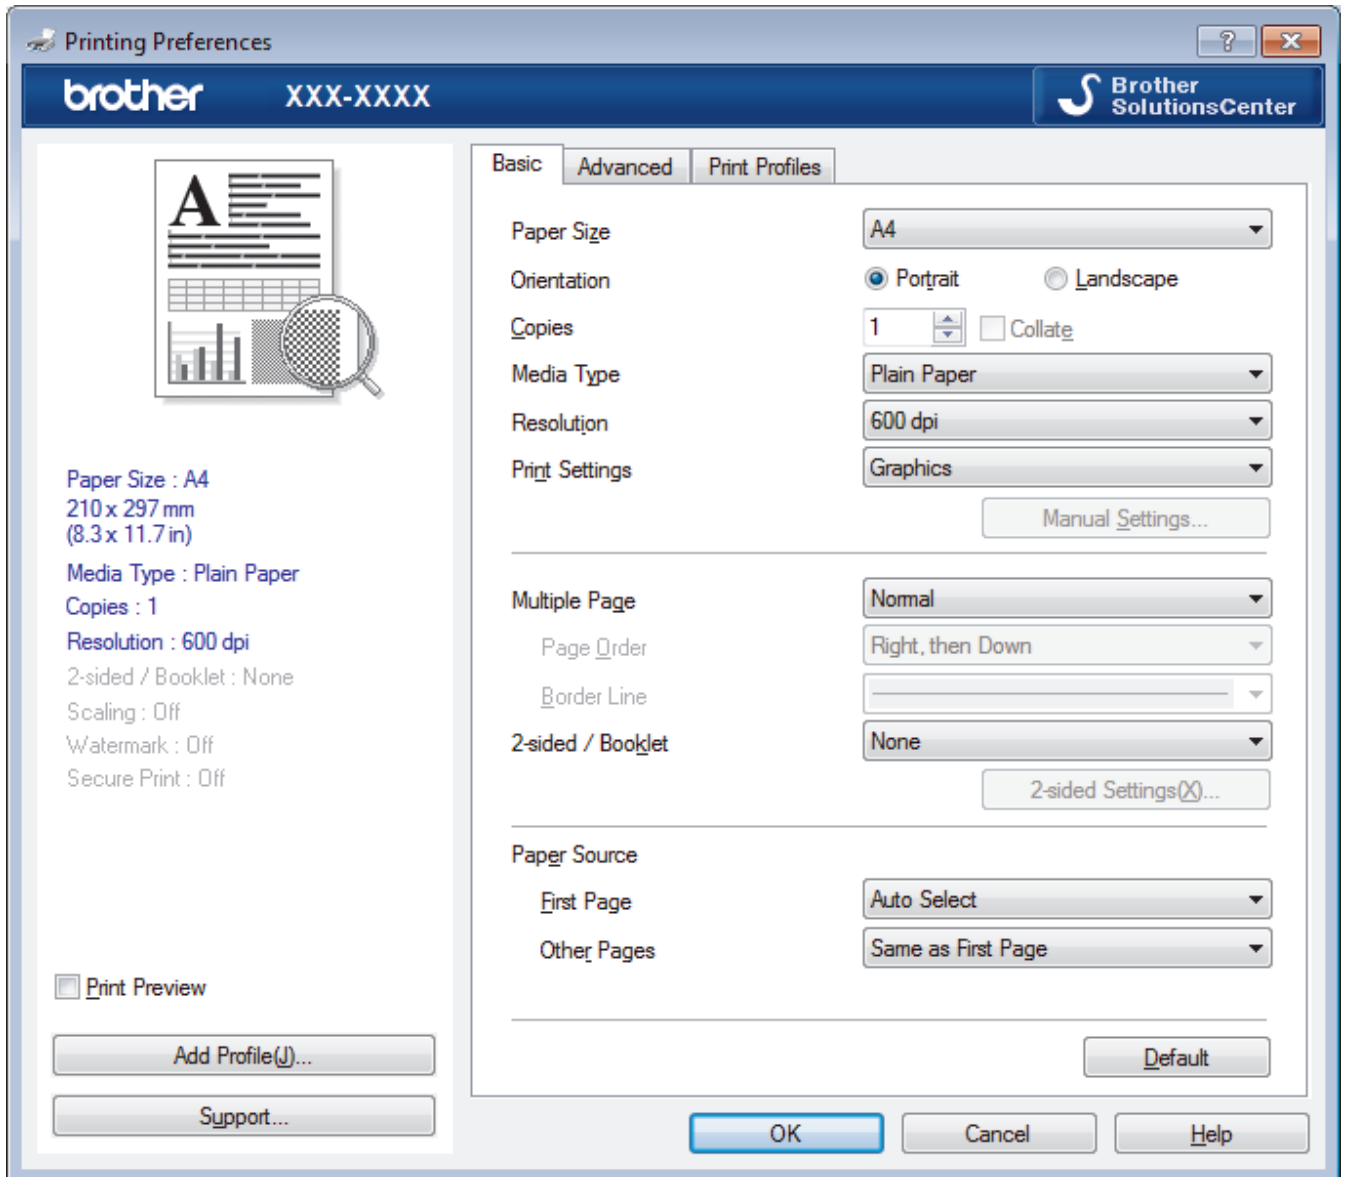 Printing Preferences
?
brother XXX-XXXX
Brother
SolutionsCenter
A
Paper Size : A4
210 x 297 mm
(8.3 x 11.7 in)
Media Type : Plain Paper
Copies : 1
Resolution : 600 dpi
2-sided / Booklet : None
Scaling : Off
Watermark : Off
Secure Print : Off
Print Preview
Add Profile(J)...
Support...
Basic Advanced Print Profiles
Paper Size A4
Orientation Portrait Landscape
Copies 1 Collate
Media Type Plain Paper
Resolution 600 dpi
Print Settings Graphics
Manual Settings...
Multiple Page Normal
Page Order Right, then Down
Border Line
2-sided / Booklet None
2-sided Settings(X)...
Paper Source
First Page Auto Select
Other Pages Same as First Page
Default
OK Cancel Help